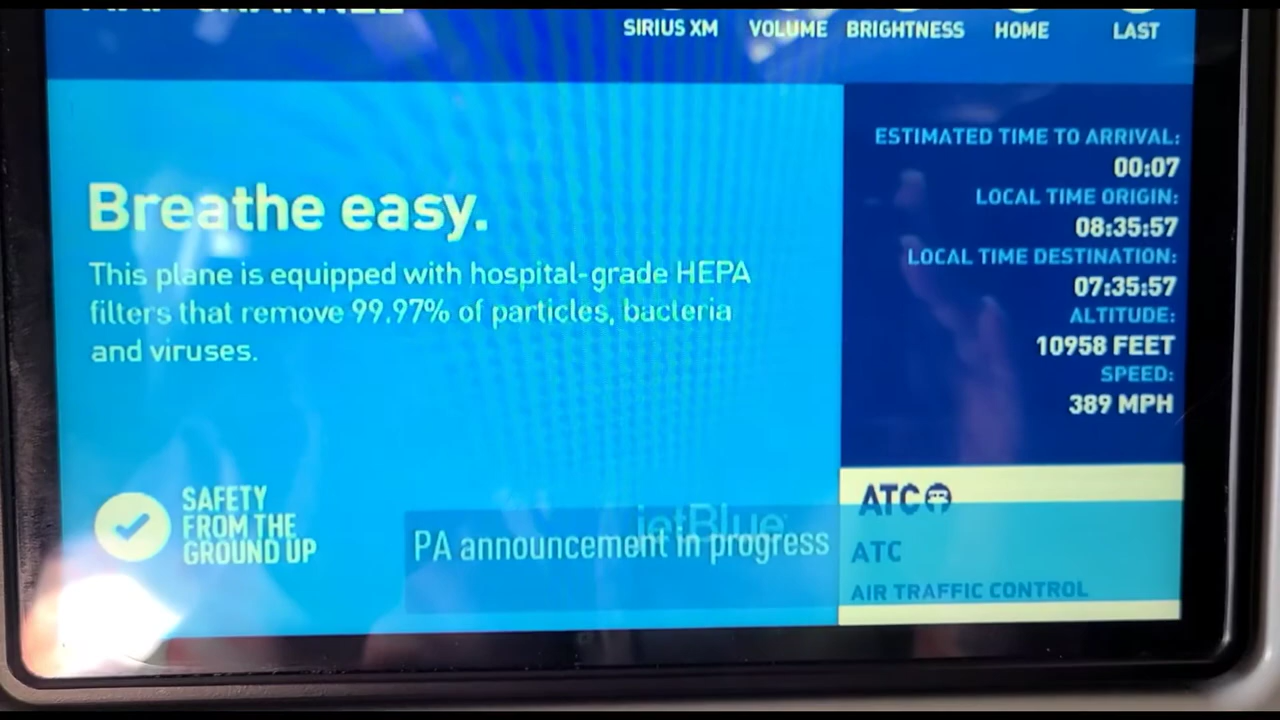 SIRIUS XM
VOLUME
BRIGHTNESS
HOME
LAST
Breathe easy.
This plane is equipped with hospital-grade HEPA
filters that remove 99.97% of particles, bacteria
and viruses.
SAFETY
FROM THE
GROUND UP
jetBlue
PA announcement in progress
ESTIMATED TIME TO ARRIVAL:
00:07
LOCAL TIME ORIGIN:
08:35:57
LOCAL TIME DESTINATION:
07:35:57
ALTITUDE:
10958 FEET
SPEED:
389 MPH
ATC
ATC
AIR TRAFFIC CONTROL